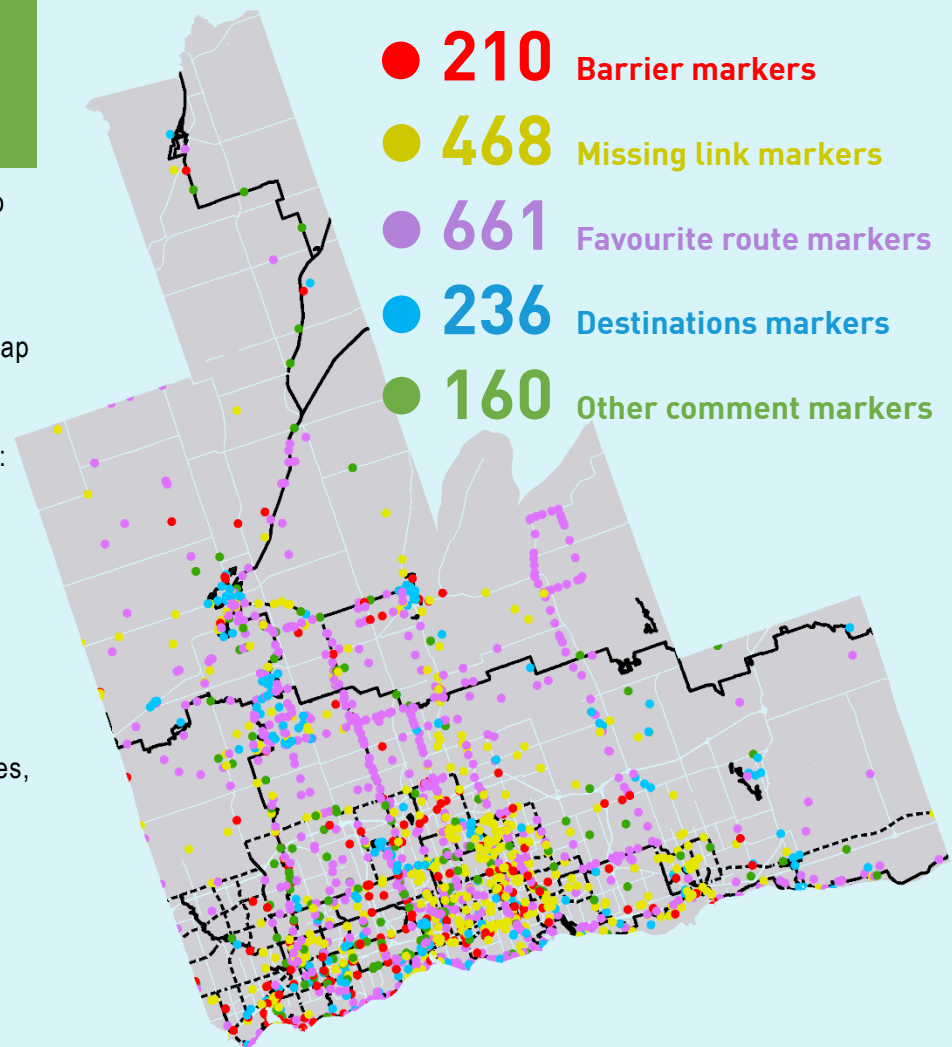 210 Barrier markers
468 Missing link markers
661 Favourite route markers
236 Destinations markers
160 Other comment markers